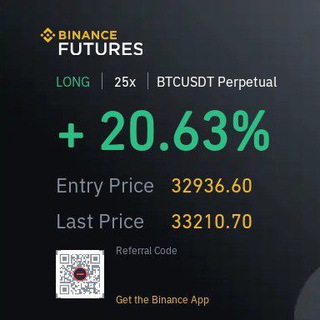 BINANCE
FUTURES
LONG | 25x | BTCUSDT Perpetual
+ 20.63%
Entry Price 32936.60
Last Price 33210.70
Referral Code
Get the Binance App